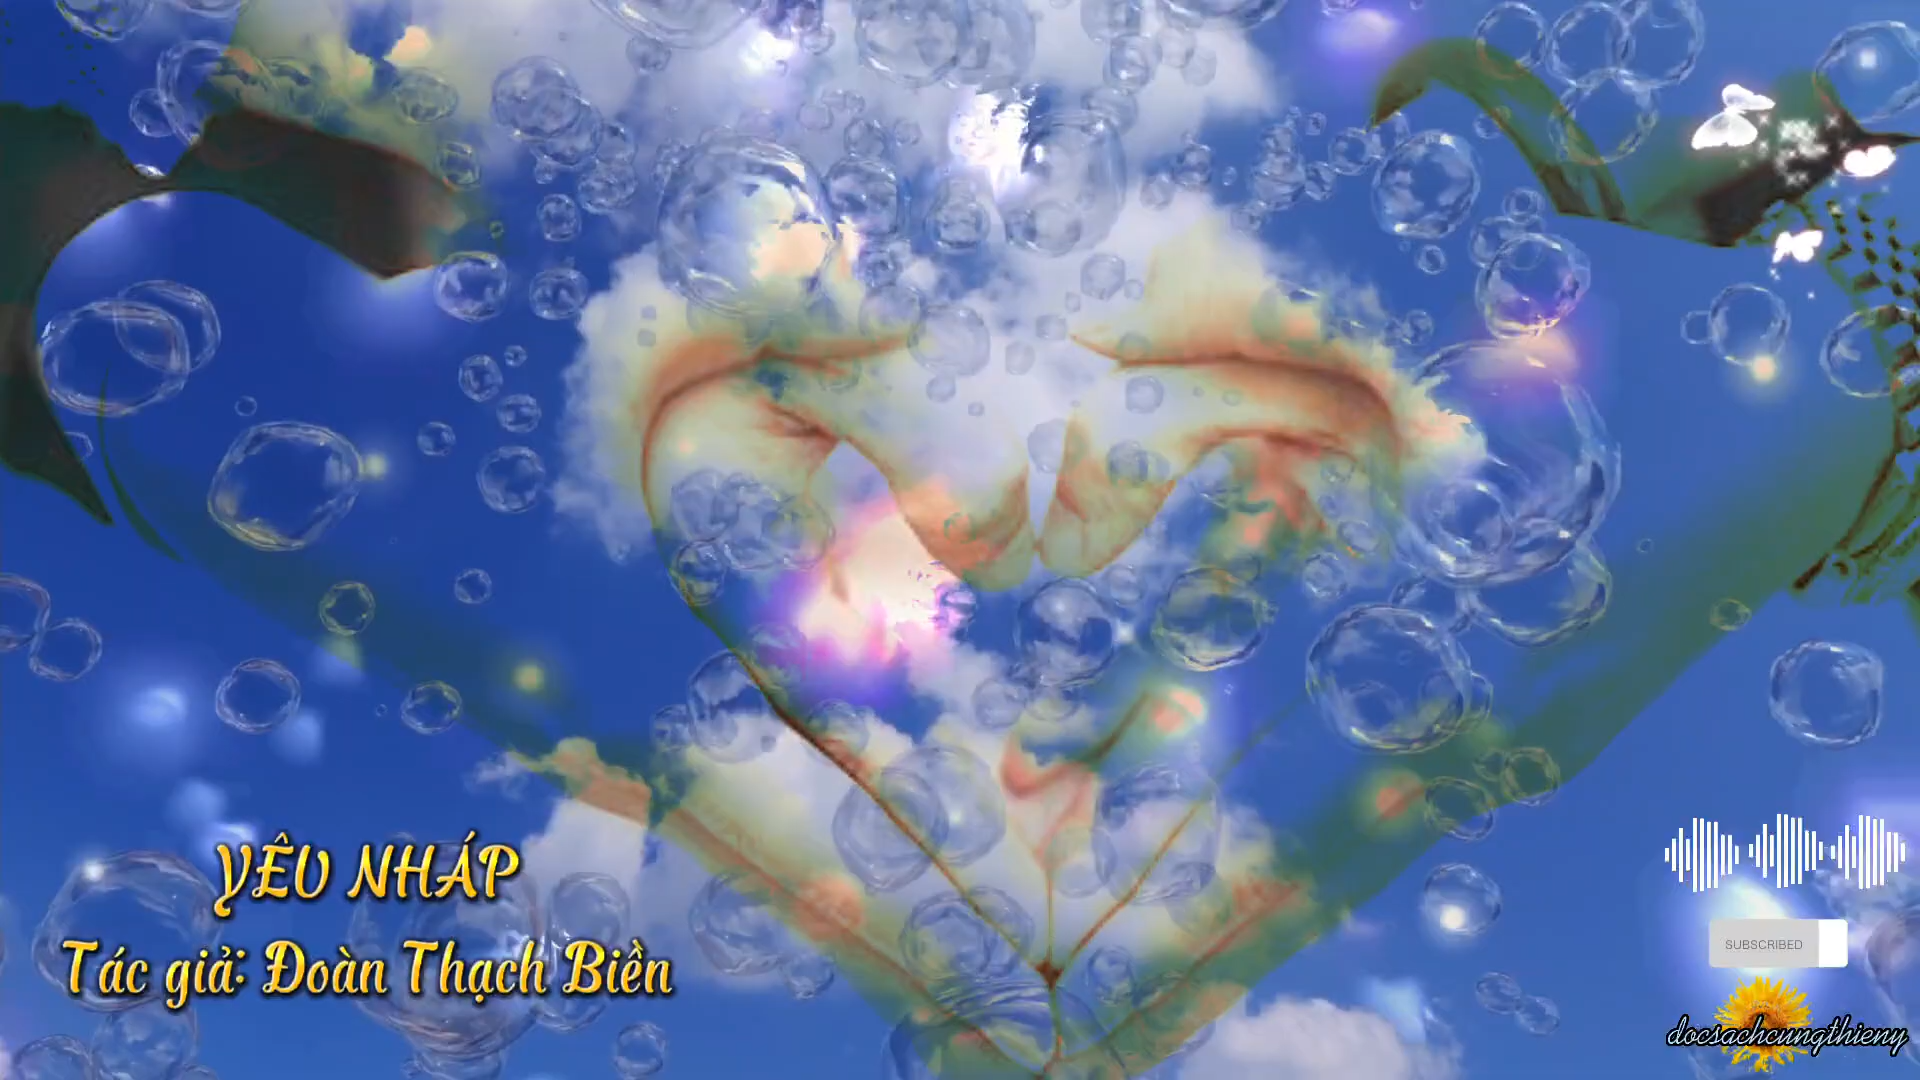 YÊU NHÁP
Tác giả: Đoàn Thạch Biền
SUBSCRIBED
docsachcungthieny